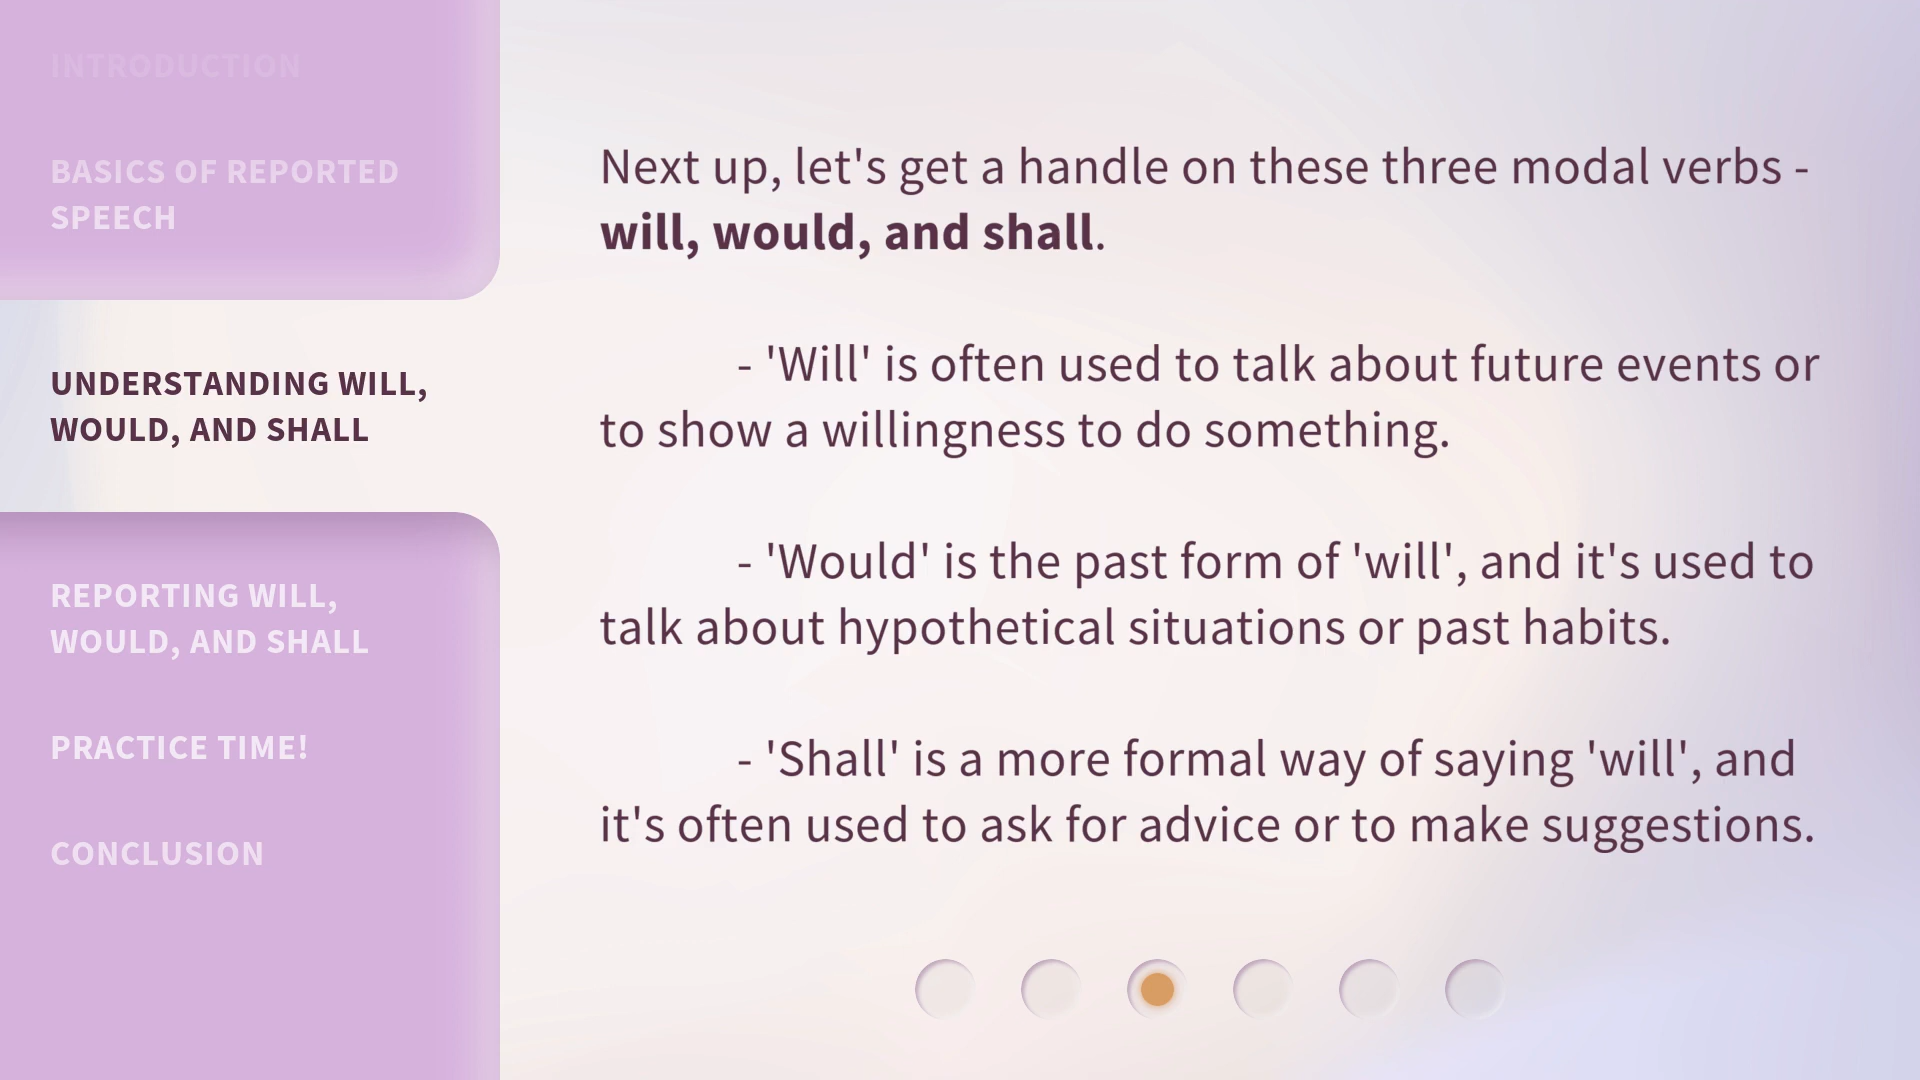 INTRODUCTION
BASICS OF REPORTED
SPEECH
UNDERSTANDING WILL,
WOULD, AND SHALL
REPORTING WILL,
WOULD, AND SHALL
PRACTICE TIME!
CONCLUSION
Next up, let's get a handle on these three modal verbs -
will, would, and shall.
- 'Will' is often used to talk about future events or
to show a willingness to do something.
- 'Would' is the past form of 'will', and it's used to
talk about hypothetical situations or past habits.
- 'Shall' is a more formal way of saying 'will', and
it's often used to ask for advice or to make suggestions.